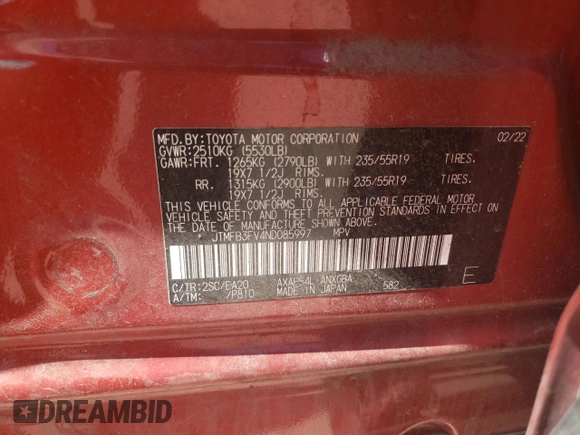 MFD.BY:TOYOTA MOTOR CORPORATION 02/22
GVWR:2510KG (5530LB)
GAWR:FRT. 1265KG (2790LB) WITH 235/55R19 TIRES.
19X7 1/2J RIMS.
RR. 1315KG (2900LB) WITH 235/55R19 TIRES.
19X7 1/2J RIMS.
THIS VEHICLE CONFORMS TO ALL APPLICABLE FEDERAL MOTOR
VEHICLE SAFETY AND THEFT PREVENTION STANDARDS IN EFFECT
ON THE DATE OF MANUFACTURE SHOWN ABOVE.
JTMFB3FV4ND085997 MPV
C/TR:2SC/EA20 AXAP54L-ANXGBA 582 E
A/TM: /P810 MADE IN JAPAN
DREAMBID